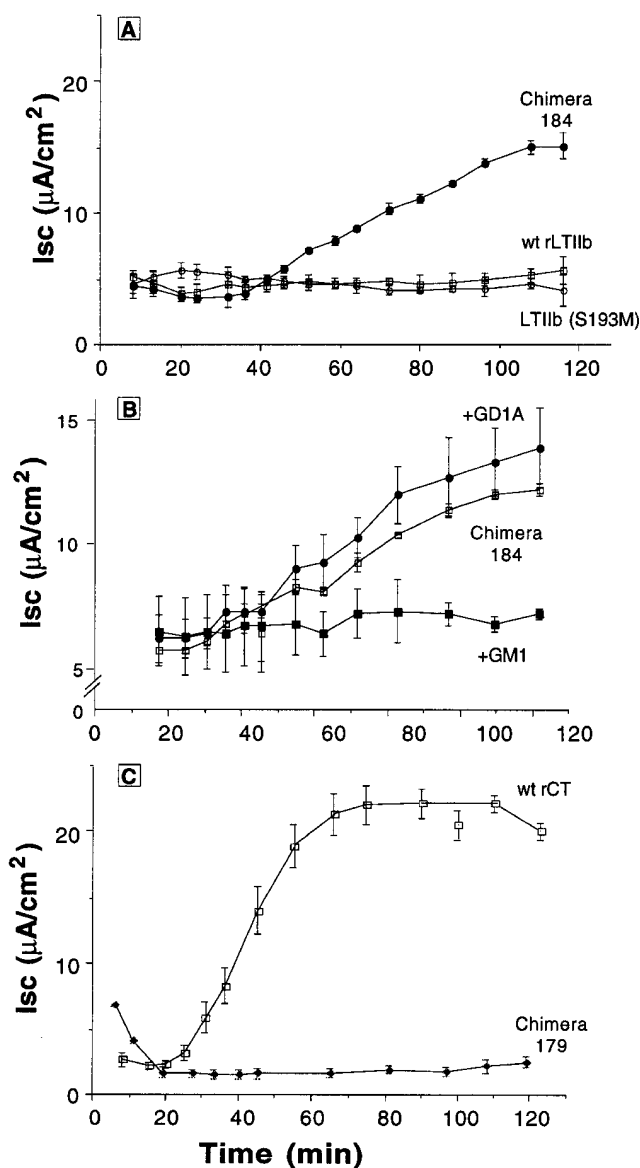 A
Isc (μA/cm²)
20
10
0
Chimera
184
wt rLTIIb
LTIIb (S193M)
0 20 40 60 80 100 120
B
Isc (μA/cm²)
15
10
5
0
+GD1A
Chimera
184
+GM1
0 20 40 60 80 100 120
C
Isc (μA/cm²)
20
10
0
wt rCT
Chimera
179
0 20 40 60 80 100 120
Time (min)